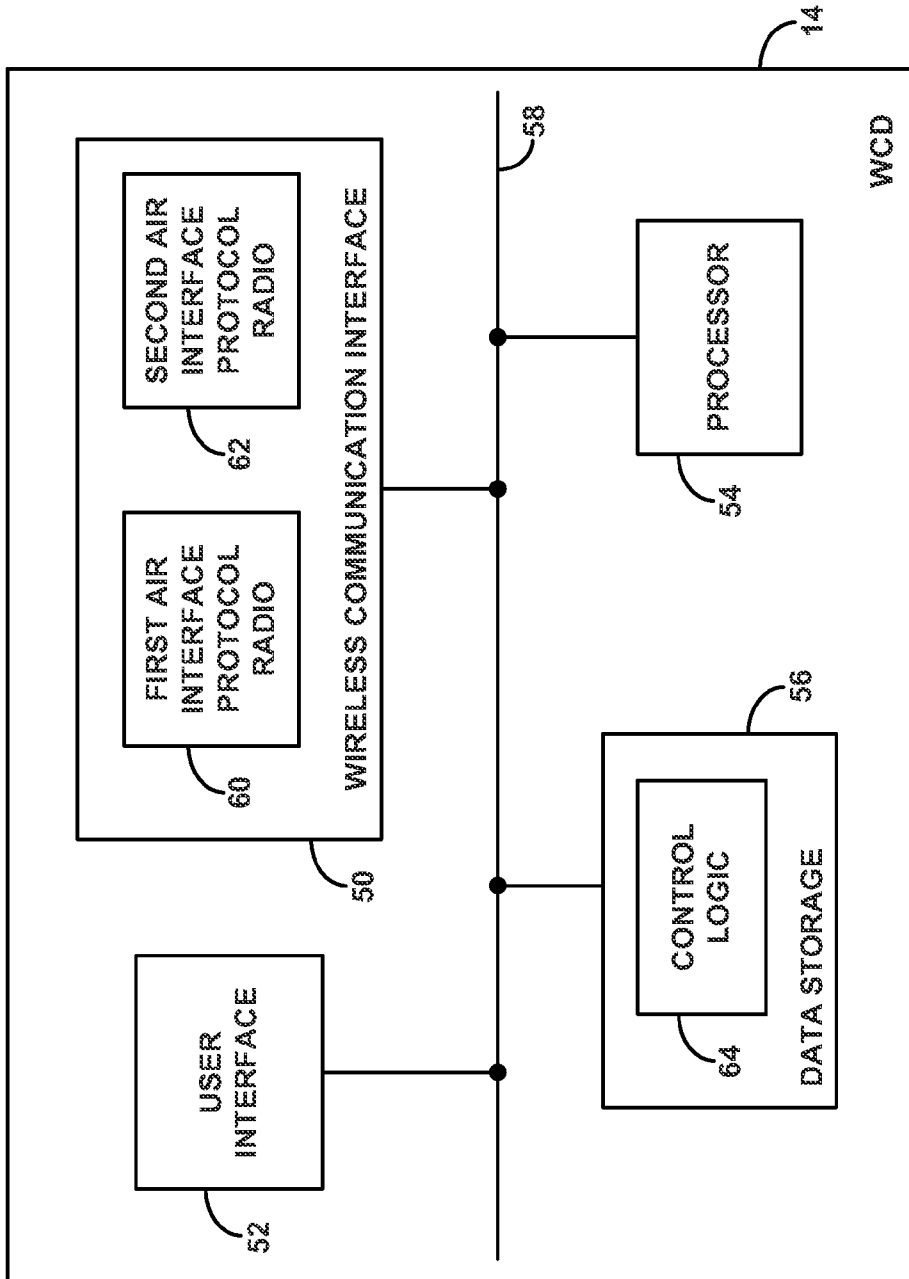 USER
INTERFACE
52
FIRST AIR
INTERFACE
PROTOCOL
RADIO
60
SECOND AIR
INTERFACE
PROTOCOL
RADIO
62
WIRELESS COMMUNICATION INTERFACE
50
58
CONTROL
LOGIC
64
DATA STORAGE
56
PROCESSOR
54
WCD
14